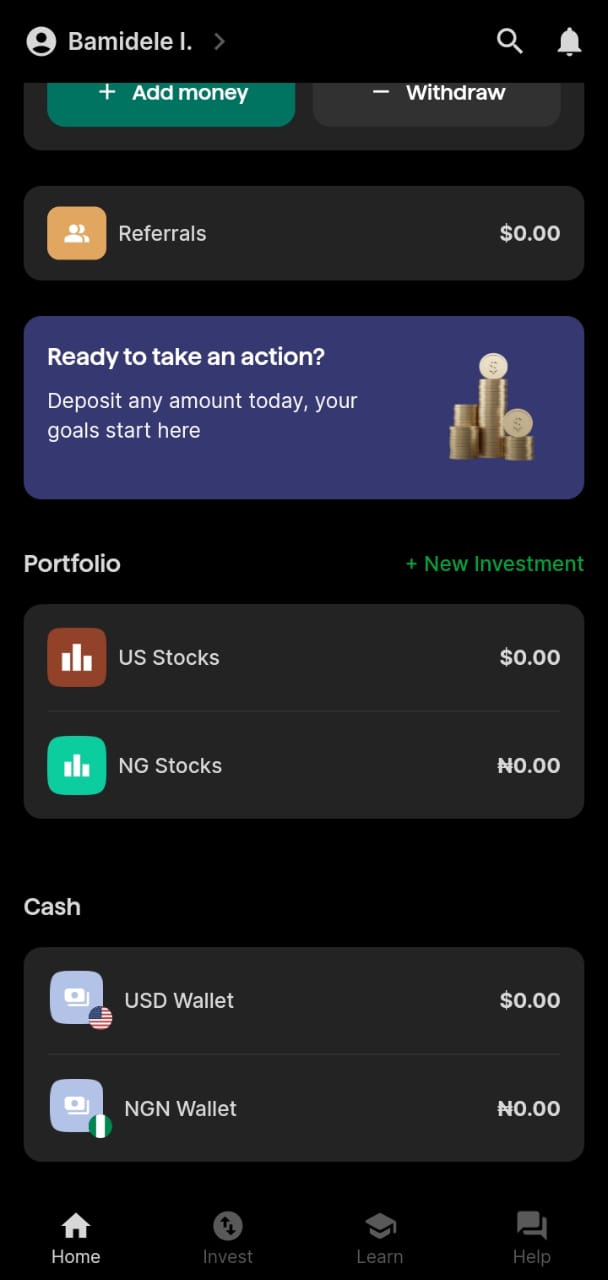 Bamidele I.
+ Add money
− Withdraw
Referrals
$0.00
Ready to take an action?
Deposit any amount today, your
goals start here
Portfolio
+ New Investment
US Stocks
$0.00
NG Stocks
₦0.00
Cash
USD Wallet
$0.00
NGN Wallet
₦0.00
Home
Invest
Learn
Help